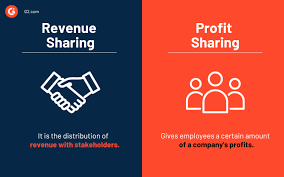 G2.com
Revenue
Sharing
It is the distribution of
revenue with stakeholders.
Profit
Sharing
Gives employees a certain amount
of a company's profits.